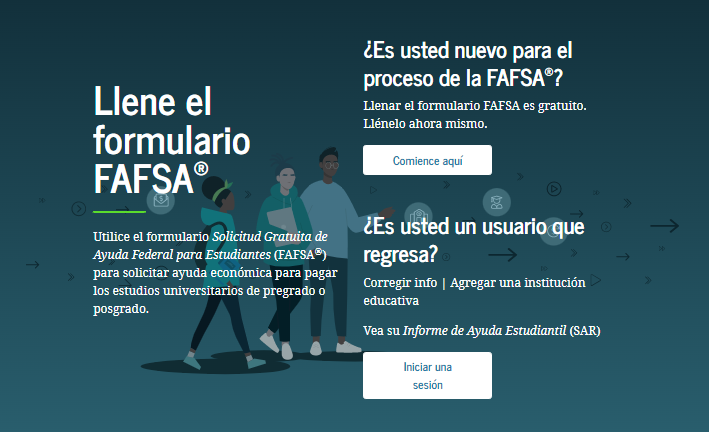 Llene el
formulario
FAFSA®
Utilice el formulario Solicitud Gratuita de
Ayuda Federal para Estudiantes (FAFSA®)
para solicitar ayuda económica para pagar
los estudios universitarios de pregrado o
posgrado.
¿Es usted nuevo para el
proceso de la FAFSA®?
Llenar el formulario FAFSA es gratuito.
Llénelo ahora mismo.
Comience aquí
¿Es usted un usuario que
regresa?
Corregir info | Agregar una institución
educativa
Vea su Informe de Ayuda Estudiantil (SAR)
Iniciar una
sesión